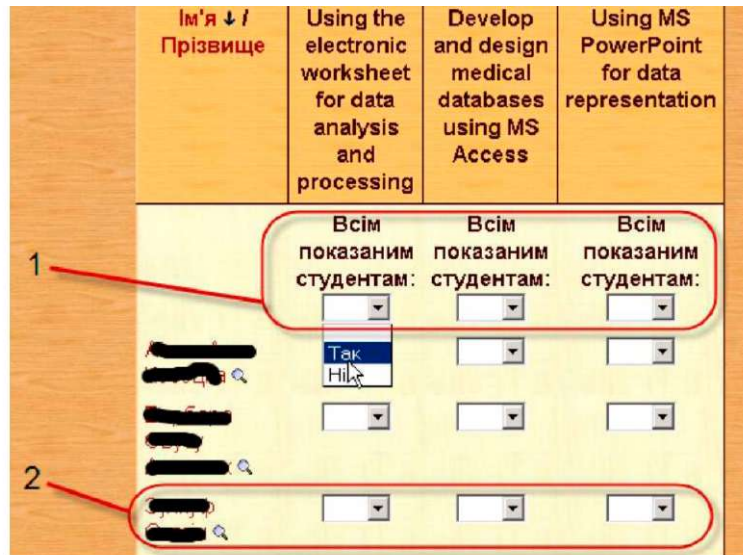 Ім'я ↓ /
Прізвище
Using the
electronic
worksheet
for data
analysis
and
processing
Develop
and design
medical
databases
using MS
Access
Using MS
PowerPoint
for data
representation
1
Всім
показаним
студентам:
Всім
показаним
студентам:
Всім
показаним
студентам:
Так
Ні
2